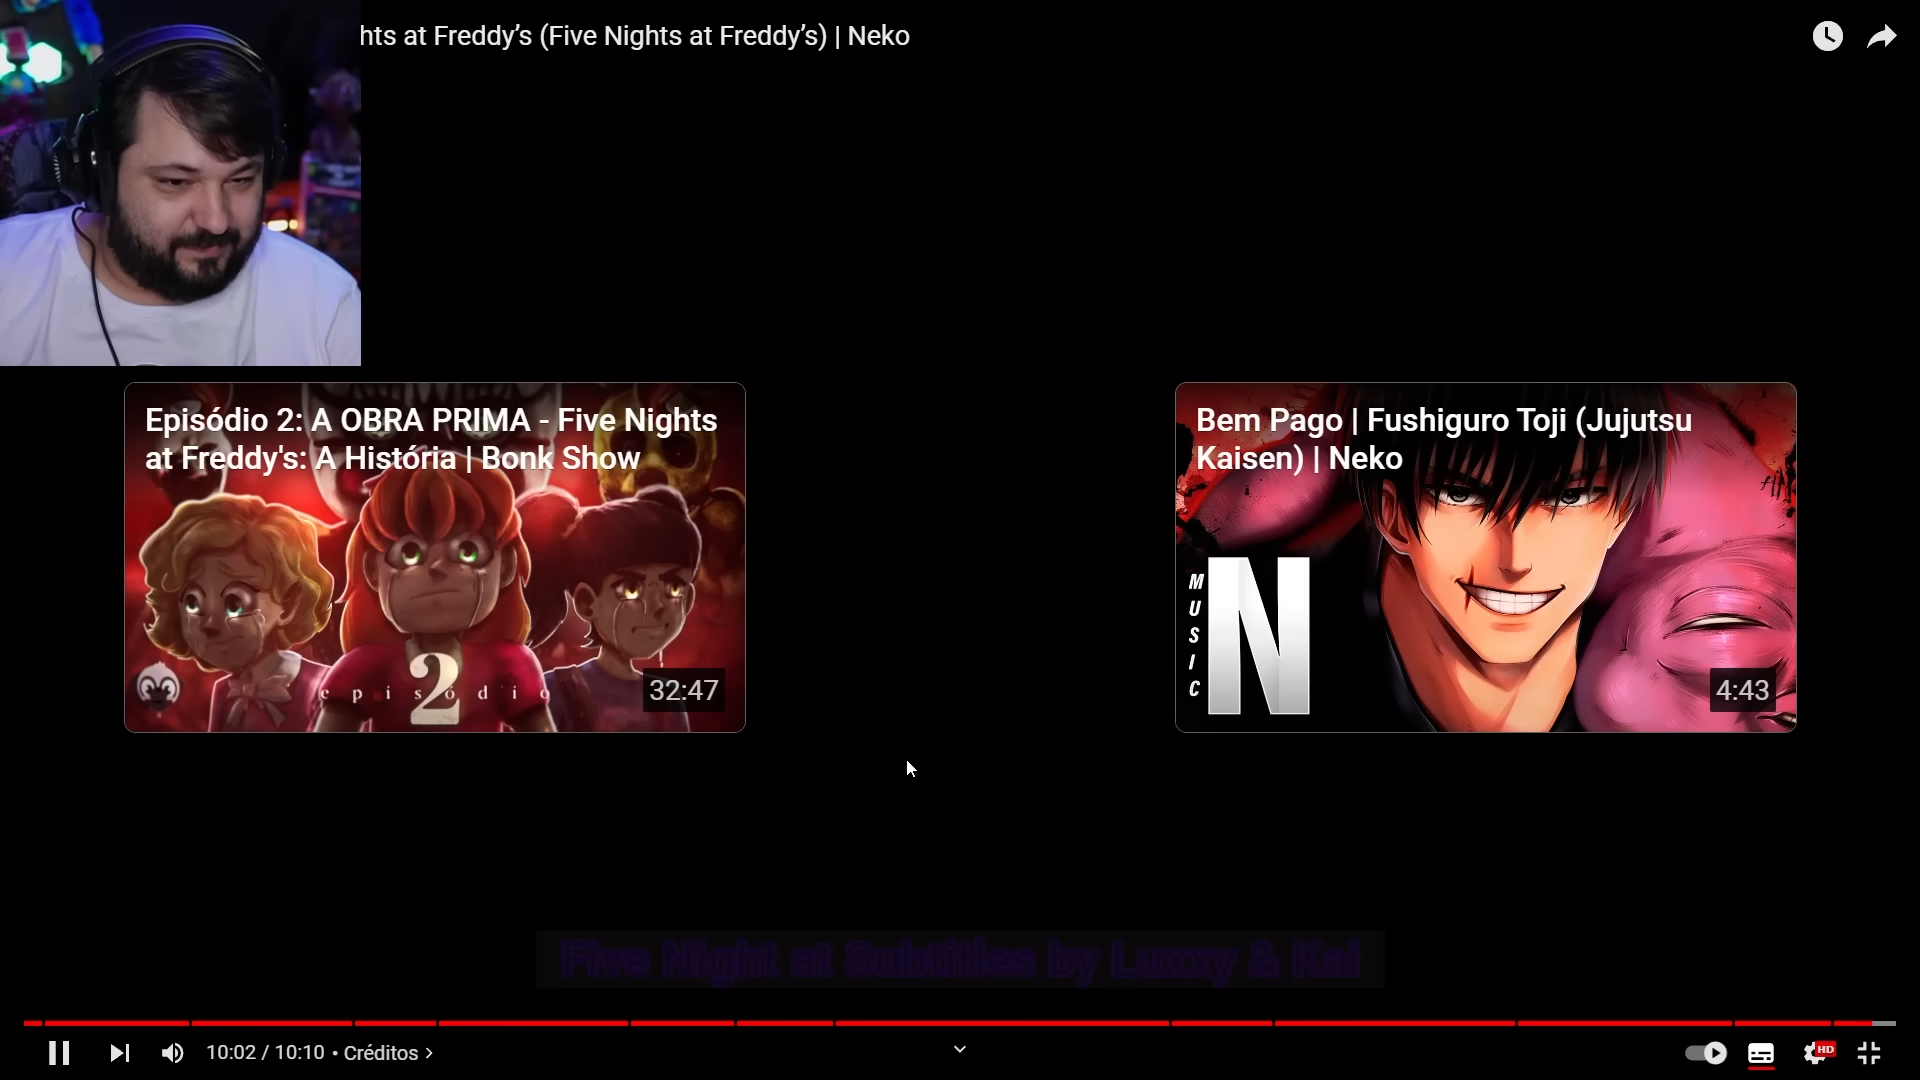 hts at Freddy’s (Five Nights at Freddy’s) | Neko
Episódio 2: A OBRA PRIMA - Five Nights
at Freddy's: A História | Bonk Show
2
episódio
32:47
Bem Pago | Fushiguro Toji (Jujutsu
Kaisen) | Neko
MUSIC
N
4:43
Five Night at Subtitles by Luxxy & Kai
10:02 / 10:10 • Créditos ›
HD